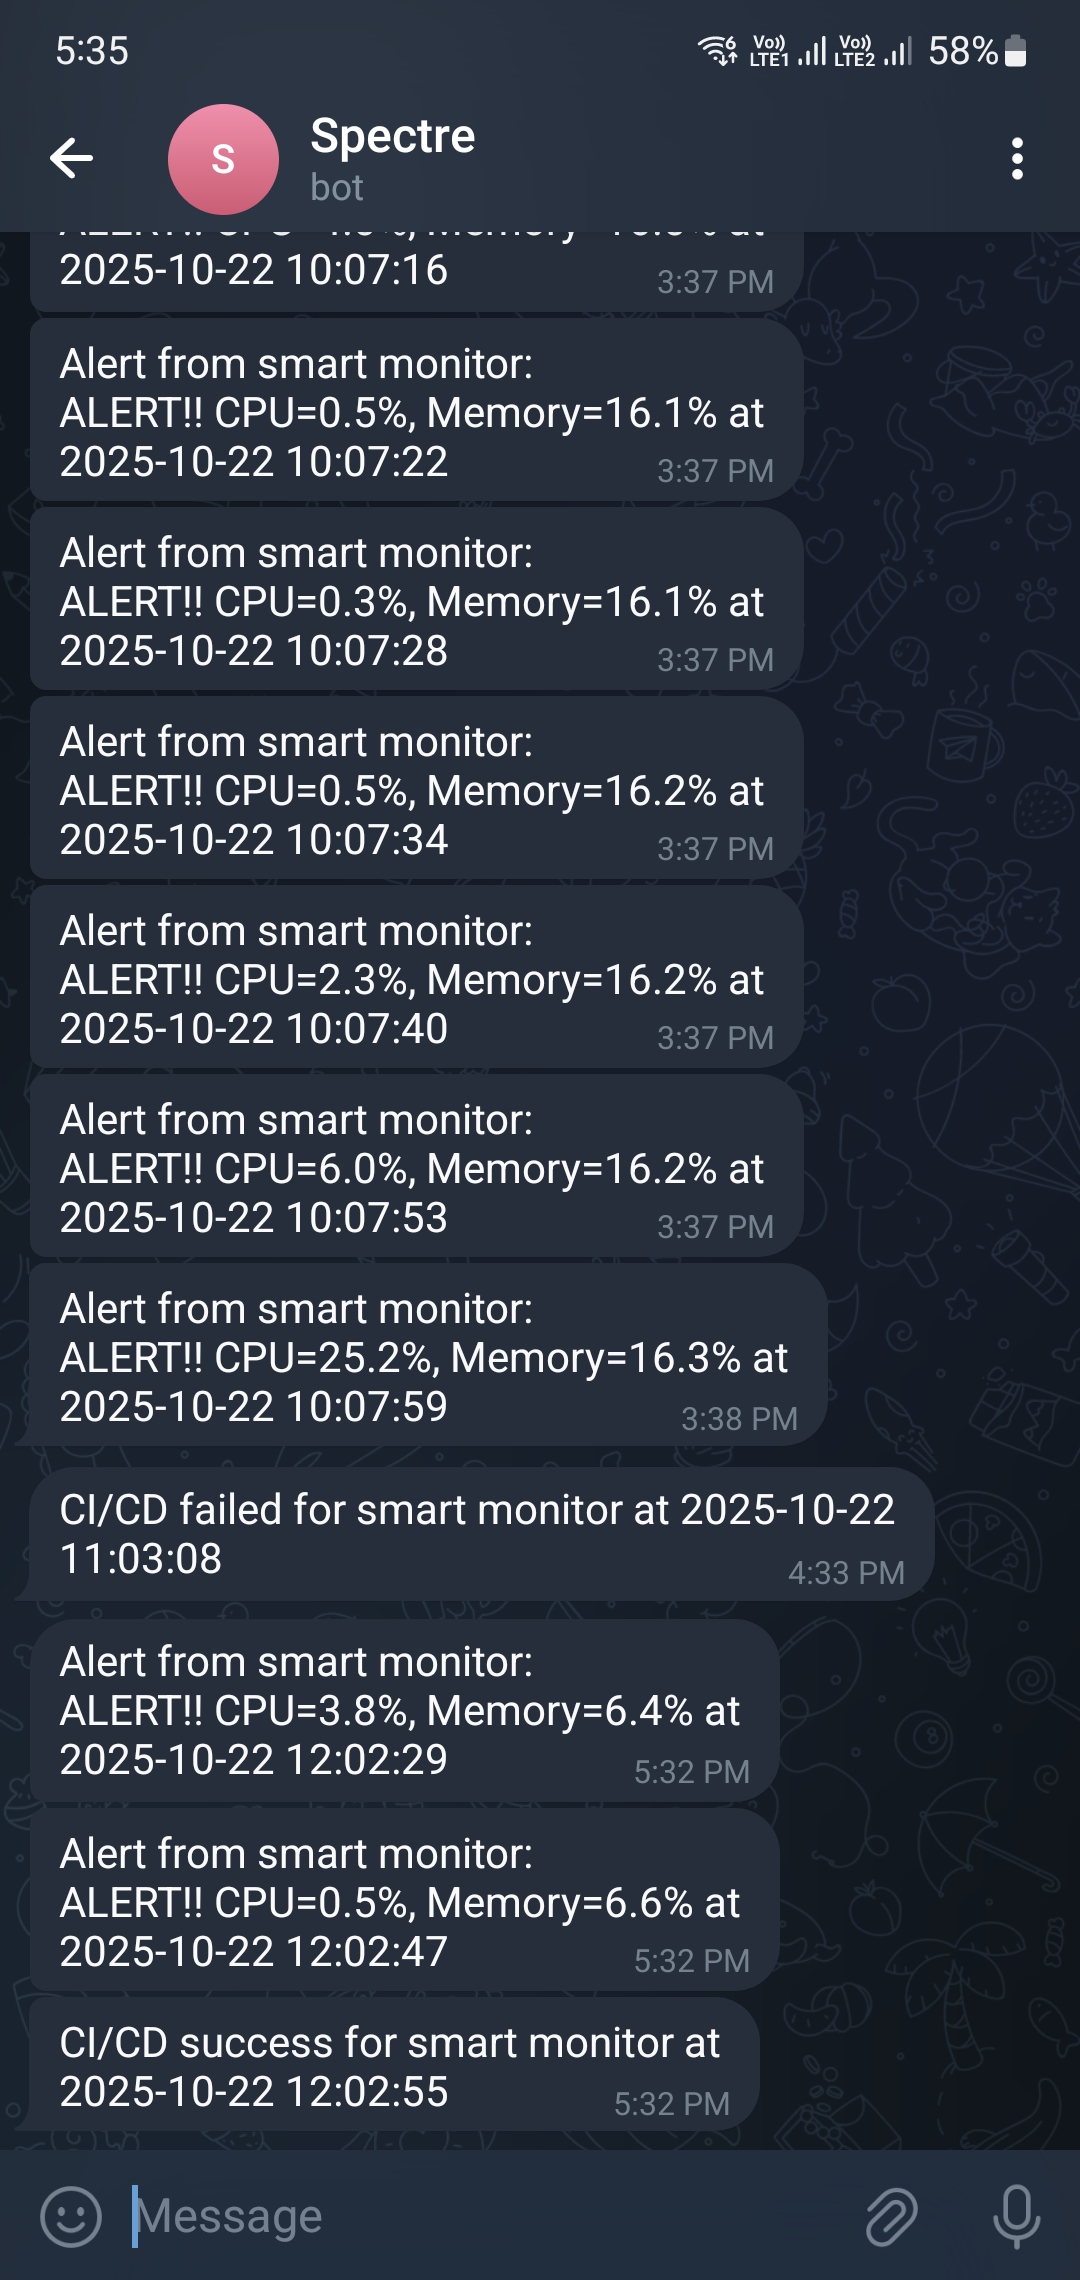 5:35
6 Vo)) LTE1 Vo)) LTE2 58%
S
Spectre
bot
2025-10-22 10:07:16 3:37 PM
Alert from smart monitor:
ALERT!! CPU=0.5%, Memory=16.1% at
2025-10-22 10:07:22 3:37 PM
Alert from smart monitor:
ALERT!! CPU=0.3%, Memory=16.1% at
2025-10-22 10:07:28 3:37 PM
Alert from smart monitor:
ALERT!! CPU=0.5%, Memory=16.2% at
2025-10-22 10:07:34 3:37 PM
Alert from smart monitor:
ALERT!! CPU=2.3%, Memory=16.2% at
2025-10-22 10:07:40 3:37 PM
Alert from smart monitor:
ALERT!! CPU=6.0%, Memory=16.2% at
2025-10-22 10:07:53 3:37 PM
Alert from smart monitor:
ALERT!! CPU=25.2%, Memory=16.3% at
2025-10-22 10:07:59 3:38 PM
CI/CD failed for smart monitor at 2025-10-22
11:03:08 4:33 PM
Alert from smart monitor:
ALERT!! CPU=3.8%, Memory=6.4% at
2025-10-22 12:02:29 5:32 PM
Alert from smart monitor:
ALERT!! CPU=0.5%, Memory=6.6% at
2025-10-22 12:02:47 5:32 PM
CI/CD success for smart monitor at
2025-10-22 12:02:55 5:32 PM
Message